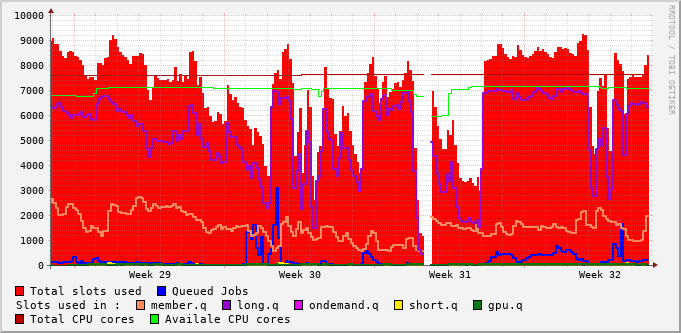 10000
9000
8000
7000
6000
5000
4000
3000
2000
1000
0
Week 29 Week 30 Week 31 Week 32
Total slots used Queued Jobs
Slots used in : member.q long.q ondemand.q short.q gpu.q
Total CPU cores Availale CPU cores
RRDTOOL / TOBI OETIKER